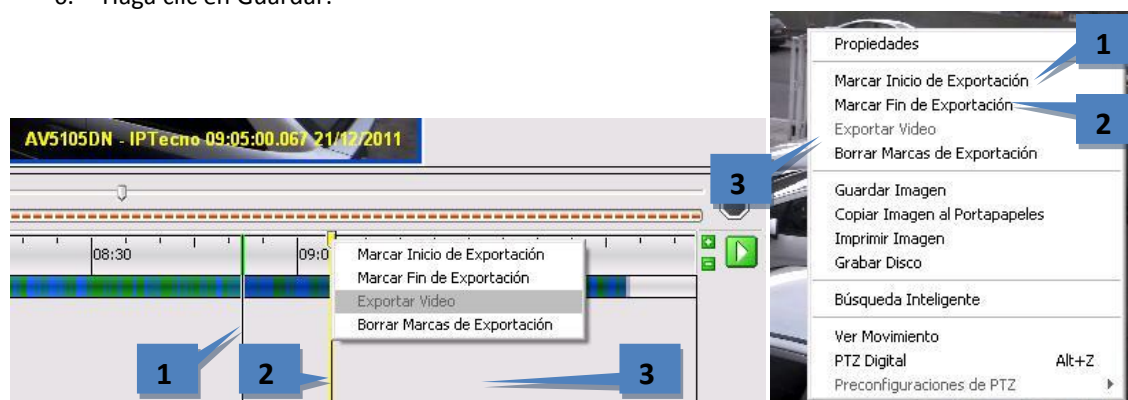 6. Haga clic en Guardar.
AV5105DN - IPTecno 09:05:00.067 21/12/2011
08:30
09:0
Marcar Inicio de Exportación
Marcar Fin de Exportación
Exportar Video
Borrar Marcas de Exportación
1
2
3
Propiedades
Marcar Inicio de Exportación
Marcar Fin de Exportación
Exportar Video
Borrar Marcas de Exportación
Guardar Imagen
Copiar Imagen al Portapapeles
Imprimir Imagen
Grabar Disco
Búsqueda Inteligente
Ver Movimiento
PTZ Digital Alt+Z
Preconfiguraciones de PTZ
1
2
3